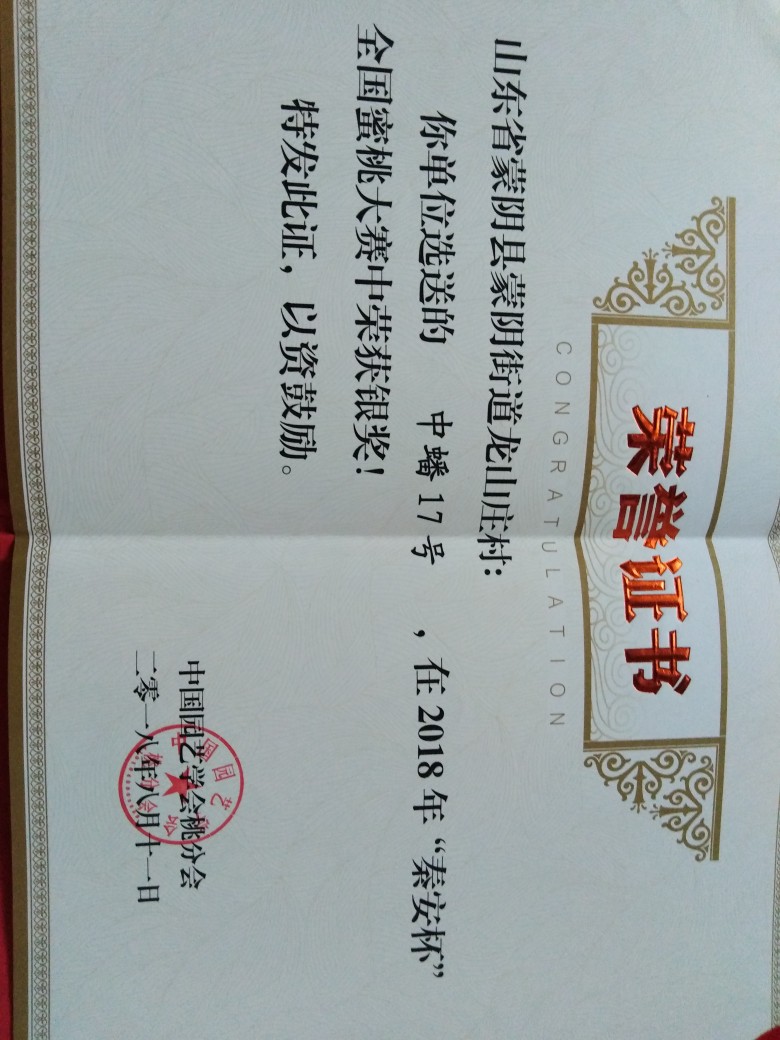 荣誉证书
CONGRATULATION
山东省蒙阴县蒙阴街道龙山庄村：
你单位选送的 中蟠17号 ，在2018年“秦安杯”
全国蜜桃大赛中荣获银奖！
特发此证，以资鼓励。
中国园艺学会桃分会
二零一八年八月十一日